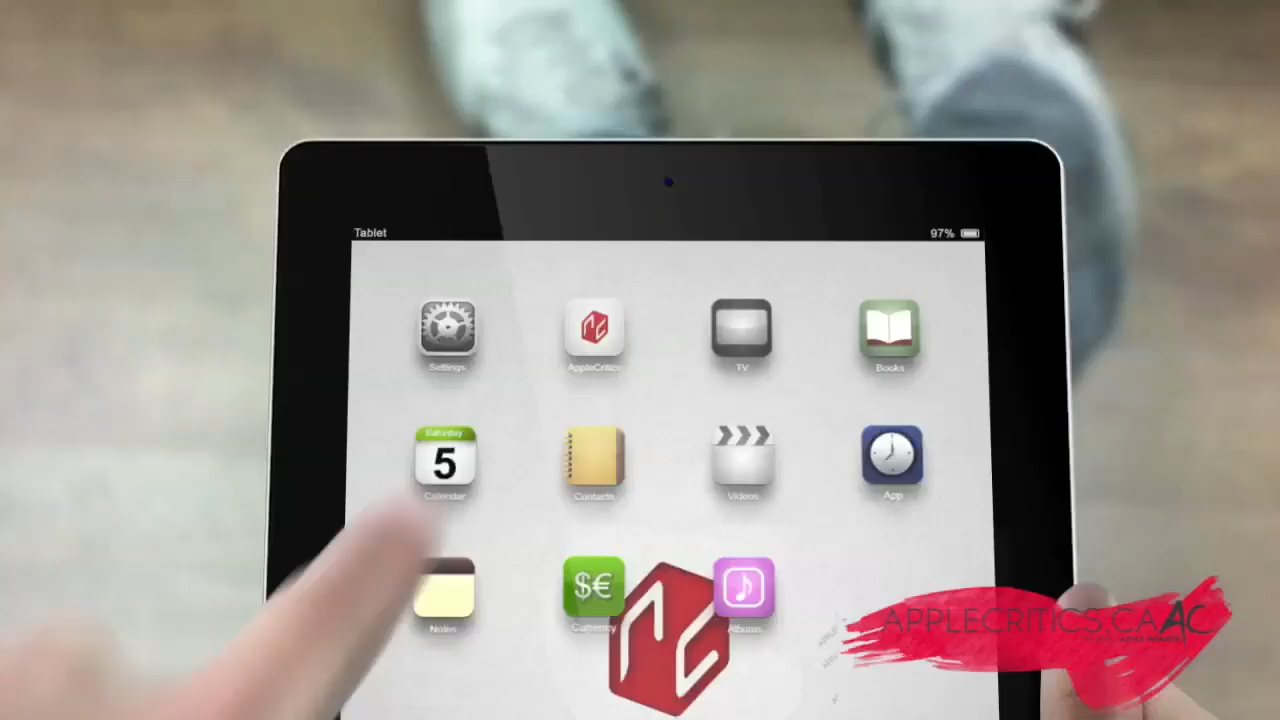 Tablet
97%
Settings
AppleCritics
TV
Books
Saturday
5
Calendar
Contacts
Videos
App
Notes
$€
Currency
Albums
APPLECRITICS.CA AC